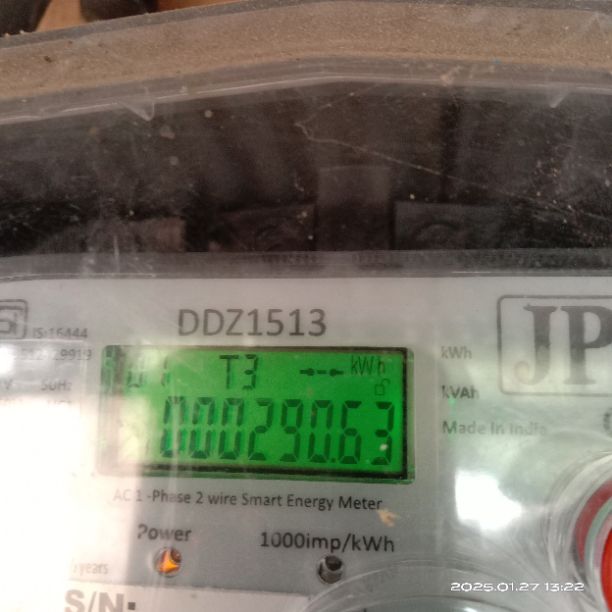 DDZ1513
JP
IS:16444
kWh
T3 kWh
50Hz
kVAh
000290.63
Made In India
AC 1-Phase 2 wire Smart Energy Meter
Power
1000imp/kWh
years
S/N:
2025.01.27 13:22